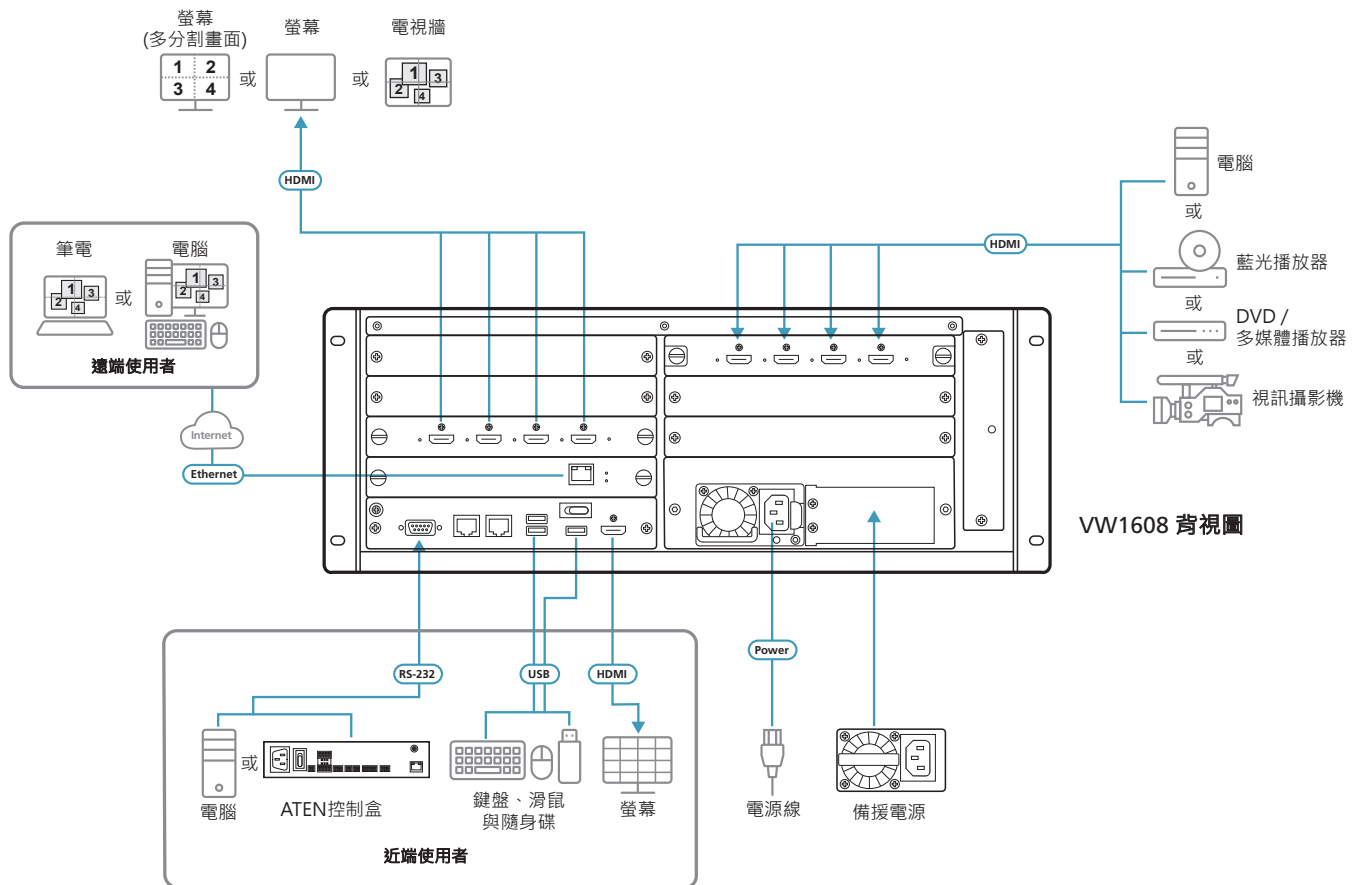 螢幕
(多分割畫面)
螢幕
電視牆
1 2
3 4
或
或
1
2
3
4
HDMI
筆電
電腦
1
2
3
4
或
1
2
3
4
遠端使用者
Internet
Ethernet
HDMI
電腦
或
藍光播放器
或
DVD /
多媒體播放器
或
視訊攝影機
VW1608 背視圖
RS-232
USB
HDMI
Power
或
電腦
ATEN控制盒
鍵盤、滑鼠
與隨身碟
螢幕
電源線
備援電源
近端使用者